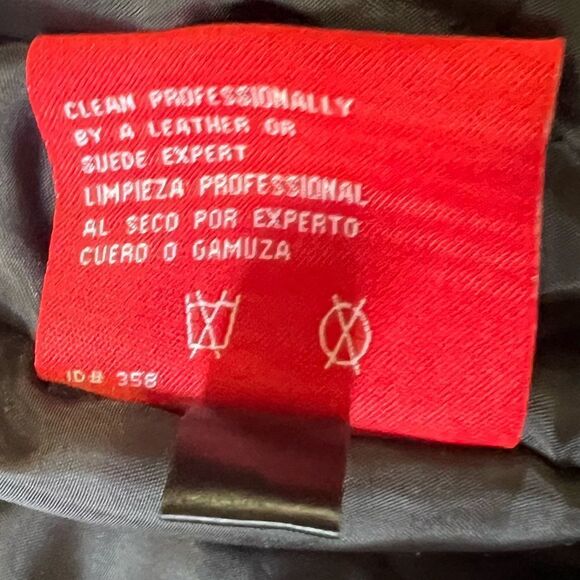 CLEAN PROFESSIONALLY
BY A LEATHER OR
SUEDE EXPERT
LIMPIEZA PROFESSIONAL
AL SECO POR EXPERTO
CUERO O GAMUZA
ID# 358